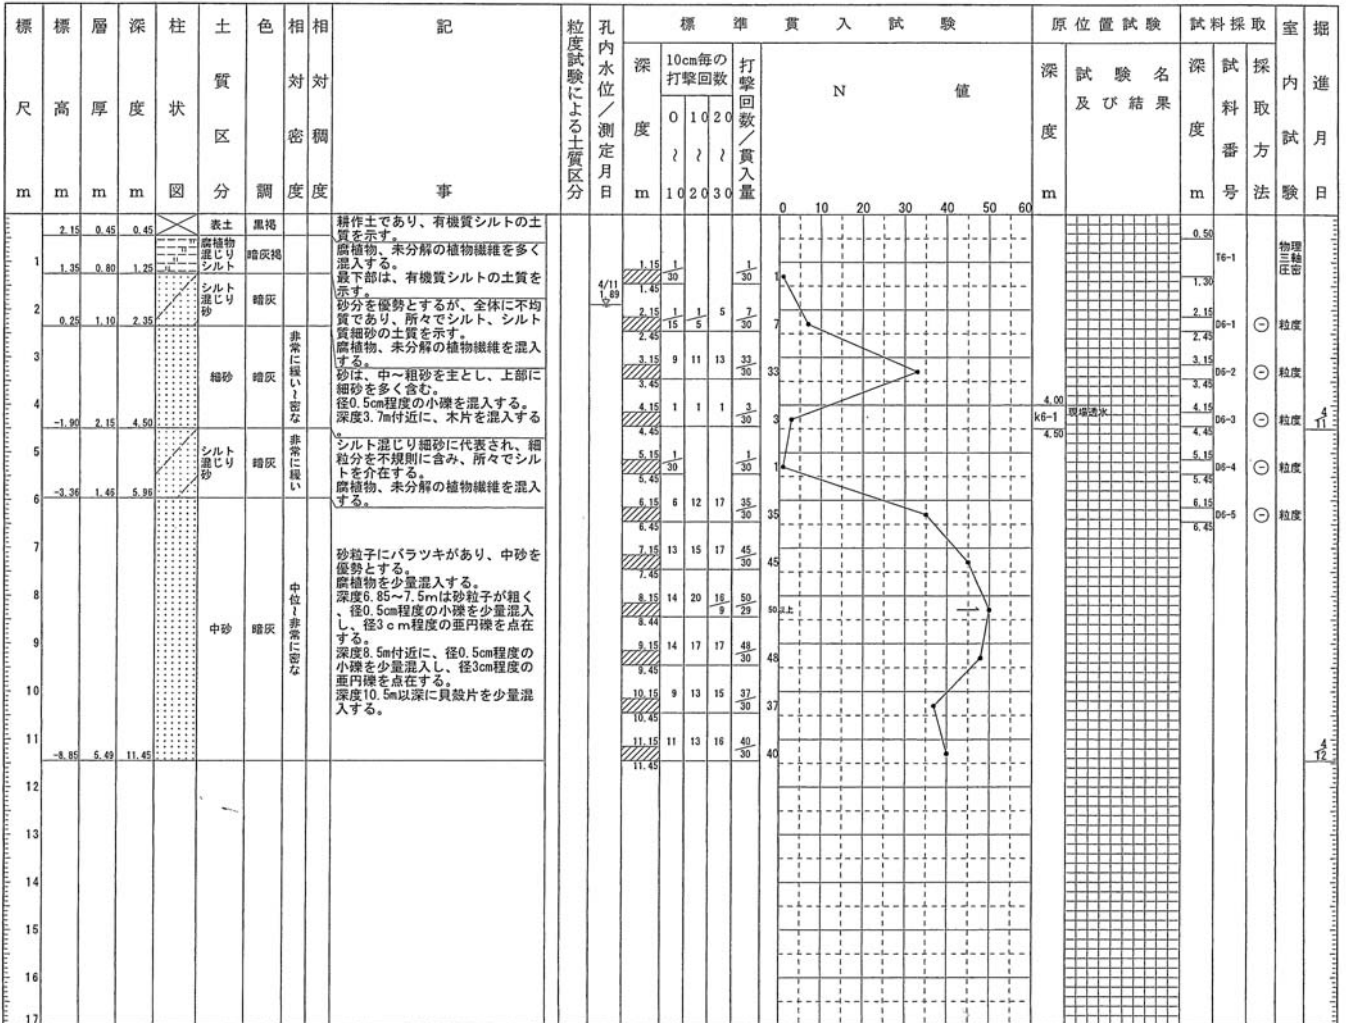 標尺 m
標高 m
層厚 m
深度 m
柱状図
土質区分
色調
相対密度
相対稠度
記事
粒度試験による土質区分
孔内水位/測定月日
標準貫入試験
深度 m
10cm毎の
打撃回数
0 10 20
~ ~ ~
10 20 30
打撃回数/貫入量
N 値
0 10 20 30 40 50 60
原位置試験
深度 m
試験名
及び結果
試料採取
深度 m
試料番号
採取方法
室内試験
掘進月日
1
2
3
4
5
6
7
8
9
10
11
12
13
14
15
16
17
2.15 0.45 0.45
表土
黒褐
耕作土であり、有機質シルトの土
質を示す。
1.35 0.80 1.25
腐植物
混じり
シルト
暗灰褐
腐植物、未分解の植物繊維を多く
混入する。
最下部は、有機質シルトの土質を
示す。
0.25 1.10 2.35
シルト
混じり
砂
暗灰
砂分を優勢とするが、全体に不均
質であり、所々でシルト、シルト
質細砂の土質を示す。
腐植物、未分解の植物繊維を混入
する。
-1.90 2.15 4.50
細砂
暗灰
非常に緩い~密な
砂は、中~粗砂を主とし、上部に
細砂を多く含む。
径0.5cm程度の小礫を混入する。
深度3.7m付近に、木片を混入する
。
-3.36 1.46 5.96
シルト
混じり
砂
暗灰
非常に緩い
シルト混じり細砂に代表され、細
粒分を不規則に含み、所々でシル
トを介在する。
腐植物、未分解の植物繊維を混入
する。
-8.85 5.49 11.45
中砂
暗灰
中位~非常に密な
砂粒子にバラツキがあり、中砂を
優勢とする。
腐植物を少量混入する。
深度6.85~7.5mは砂粒子が粗く
、径0.5cm程度の小礫を少量混入
し、径3cm程度の亜円礫を点在
する。
深度8.5m付近に、径0.5cm程度の
小礫を少量混入し、径3cm程度の
亜円礫を点在する。
深度10.5m以深に貝殻片を少量混
入する。
4/11
1.89
1.15 1/30 1/30 1
1.45
2.15 1/15 1/5 5 7/30 7
2.45
3.15 9 11 13 33/30 33
3.45
4.15 1 1 1 3/30 3
4.45
5.15 1/30 1/30 1
5.45
6.15 6 12 17 35/30 35
6.45
7.15 13 15 17 45/30 45
7.45
8.15 14 20 16/9 50/29 50以上
8.44
9.15 14 17 17 48/30 48
9.45
10.15 9 13 15 37/30 37
10.45
11.15 11 13 16 40/30 40
11.45
4.00
k6-1 現場透水
4.50
0.50
T6-1
1.30
物理
三軸
圧密
2.15
D6-1 粒度
2.45
3.15
D6-2 粒度
3.45
4.15
D6-3 粒度
4.45
5.15
D6-4 粒度
5.45
6.15
D6-5 粒度
6.45
4/11
4/12